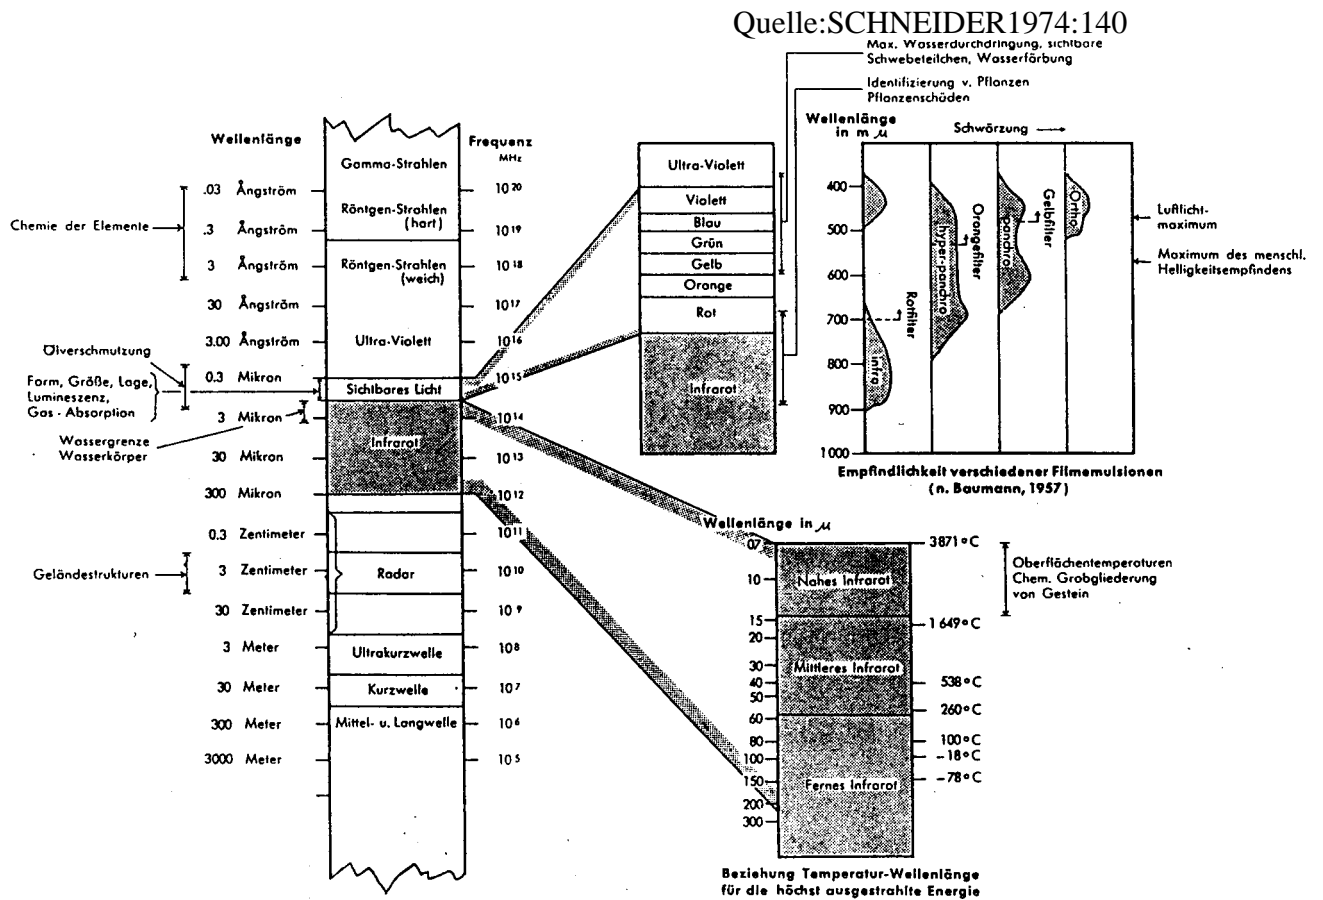 Quelle:SCHNEIDER1974:140
Max. Wasserdurchdringung, sichtbare
Schwebeteilchen, Wasserfärbung
Identifizierung v. Pflanzen
Pflanzenschäden
Wellenlänge
Frequenz
MHz
Gamma-Strahlen
.03 Ångström
10 20
Röntgen-Strahlen
(hart)
.3 Ångström
10 19
Chemie der Elemente
3 Ångström
Röntgen-Strahlen
(weich)
10 18
30 Ångström
10 17
3.00 Ångström
Ultra-Violett
10 16
Ölverschmutzung
0.3 Mikron
10 15
Form, Größe, Lage,
Lumineszenz,
Gas - Absorption
Sichtbares Licht
3 Mikron
10 14
Wassergrenze
Wasserkörper
Infrarot
30 Mikron
10 13
300 Mikron
10 12
0.3 Zentimeter
10 11
Geländestrukturen
3 Zentimeter
Radar
10 10
30 Zentimeter
10 9
3 Meter
Ultrakurzwelle
10 8
30 Meter
Kurzwelle
10 7
300 Meter
Mittel- u. Langwelle
10 6
3000 Meter
10 5
Ultra-Violett
Violett
Blau
Grün
Gelb
Orange
Rot
Infrarot
Wellenlänge
in m µ
Schwärzung
400
500
600
700
800
900
1000
infra
Rotfilter
hyper-panchro
Orangefilter
panchro
Gelbfilter
Ortho
Luftlicht-
maximum
Maximum des menschl.
Helligkeitsempfindens
Empfindlichkeit verschiedener Filmemulsionen
(n. Baumann, 1957)
Wellenlänge in µ
07
10
15
20
30
40
50
60
80
100
150
200
300
Nahes Infrarot
Mittleres Infrarot
Fernes Infrarot
3871° C
1649° C
538° C
260° C
100° C
-18° C
-78° C
Oberflächentemperaturen
Chem. Grobgliederung
von Gestein
Beziehung Temperatur-Wellenlänge
für die höchst ausgestrahlte Energie